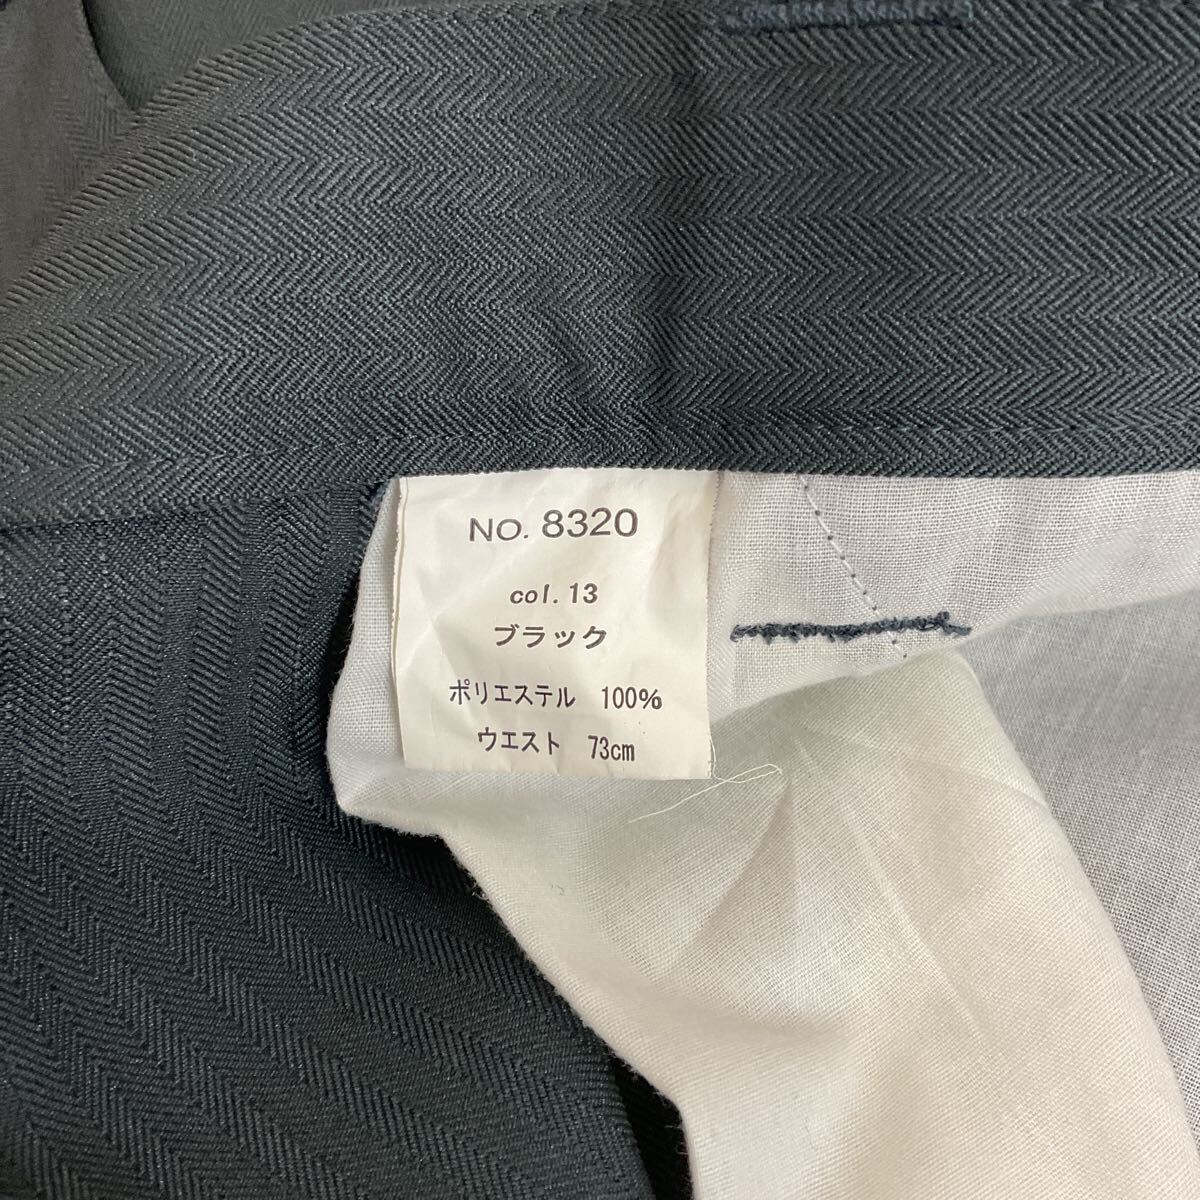 NO. 8320
col. 13
ブラック
ポリエステル 100%
ウエスト 73cm